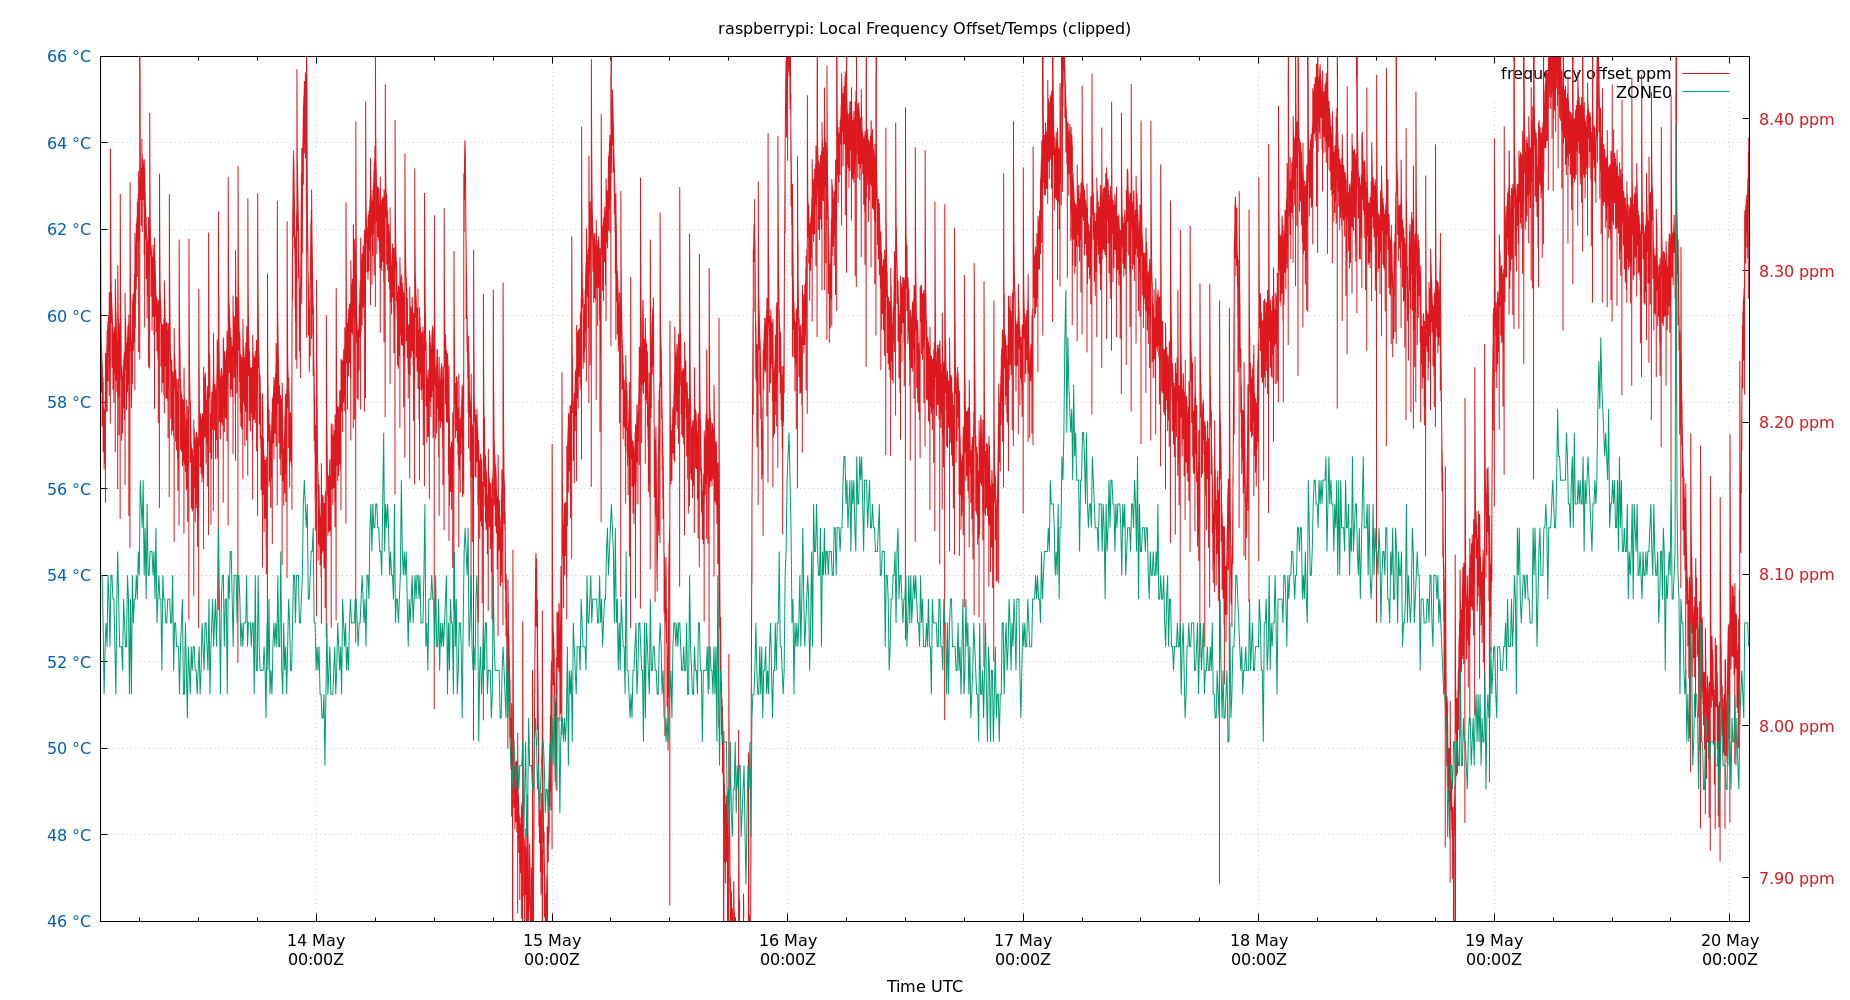 raspberrypi: Local Frequency Offset/Temps (clipped)
66 °C
64 °C
62 °C
60 °C
58 °C
56 °C
54 °C
52 °C
50 °C
48 °C
46 °C
frequency offset ppm
ZONE0
8.40 ppm
8.30 ppm
8.20 ppm
8.10 ppm
8.00 ppm
7.90 ppm
14 May 15 May 16 May 17 May 18 May 19 May 20 May
00:00Z 00:00Z 00:00Z 00:00Z 00:00Z 00:00Z 00:00Z
Time UTC